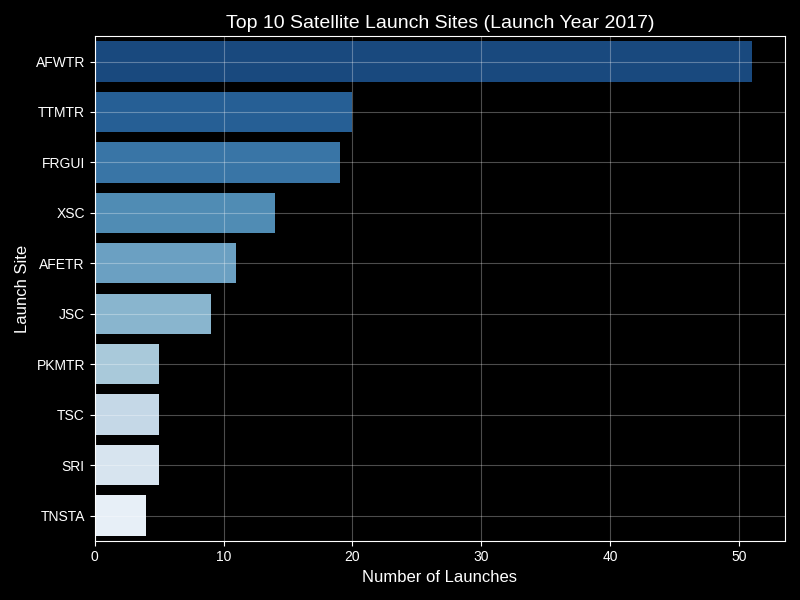 Top 10 Satellite Launch Sites (Launch Year 2017)
Launch Site
AFWTR
TTMTR
FRGUI
XSC
AFETR
JSC
PKMTR
TSC
SRI
TNSTA
0 10 20 30 40 50
Number of Launches